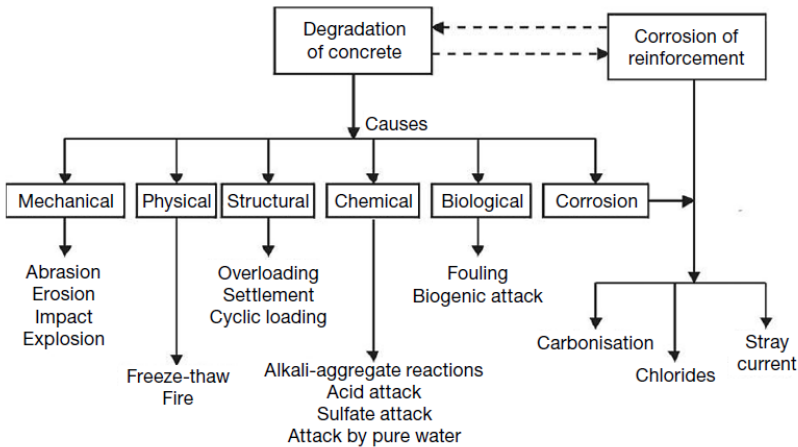 Degradation
of concrete
Corrosion of
reinforcement
Causes
Mechanical
Physical
Structural
Chemical
Biological
Corrosion
Abrasion
Erosion
Impact
Explosion
Freeze-thaw
Fire
Overloading
Settlement
Cyclic loading
Alkali-aggregate reactions
Acid attack
Sulfate attack
Attack by pure water
Fouling
Biogenic attack
Carbonisation
Chlorides
Stray
current